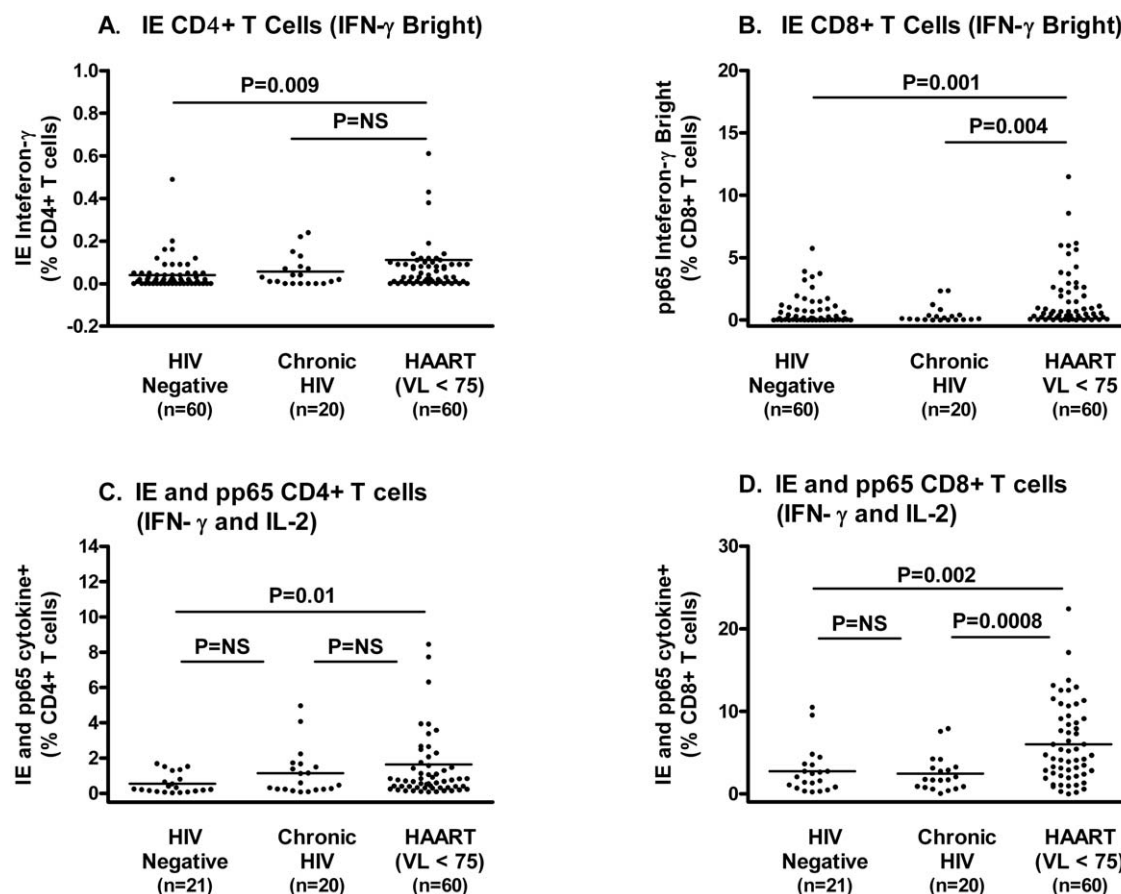 A. IE CD4+ T Cells (IFN-γ Bright)
IE Inteferon-γ
(% CD4+ T cells)
1.0
0.8
0.6
0.4
0.2
0.0
-0.2
P=0.009
P=NS
HIV
Negative
(n=60)
Chronic
HIV
(n=20)
HAART
(VL < 75)
(n=60)
B. IE CD8+ T Cells (IFN-γ Bright)
pp65 Inteferon-γ Bright
(% CD8+ T cells)
20
15
10
5
0
P=0.001
P=0.004
HIV
Negative
(n=60)
Chronic
HIV
(n=20)
HAART
VL < 75
(n=60)
C. IE and pp65 CD4+ T cells
(IFN- γ and IL-2)
IE and pp65 cytokine+
(% CD4+ T cells)
14
12
10
8
6
4
2
0
P=0.01
P=NS
P=NS
HIV
Negative
(n=21)
Chronic
HIV
(n=20)
HAART
(VL < 75)
(n=60)
D. IE and pp65 CD8+ T cells
(IFN- γ and IL-2)
IE and pp65 cytokine+
(% CD8+ T cells)
30
20
10
0
P=0.002
P=NS
P=0.0008
HIV
Negative
(n=21)
Chronic
HIV
(n=20)
HAART
(VL < 75)
(n=60)